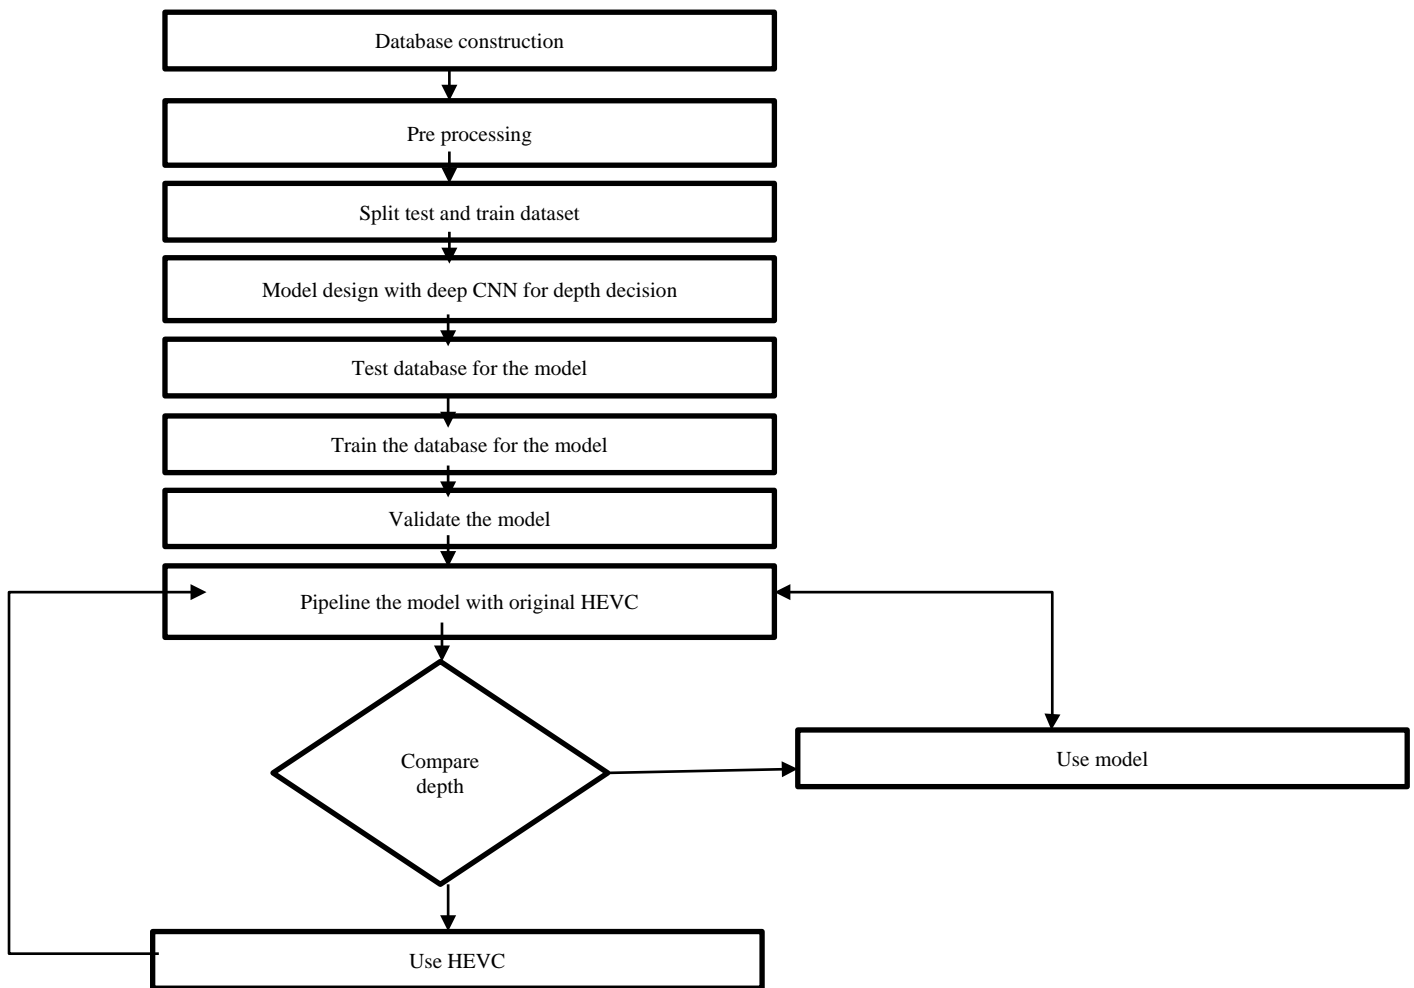 Database construction
Pre processing
Split test and train dataset
Model design with deep CNN for depth decision
Test database for the model
Train the database for the model
Validate the model
Pipeline the model with original HEVC
Compare
depth
Use model
Use HEVC